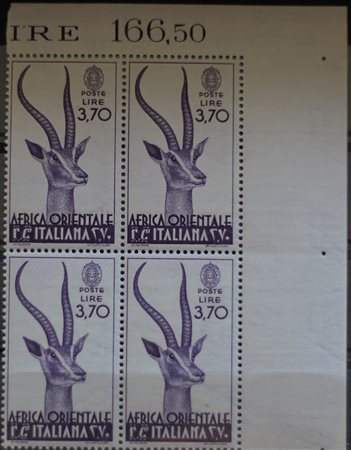 IRE 166,50
POSTE
LIRE
3,70
AFRICA ORIENTALE
ITALIANA
POSTE
LIRE
3,70
AFRICA ORIENTALE
ITALIANA
POSTE
LIRE
3,70
AFRICA ORIENTALE
ITALIANA
POSTE
LIRE
3,70
AFRICA ORIENTALE
ITALIANA